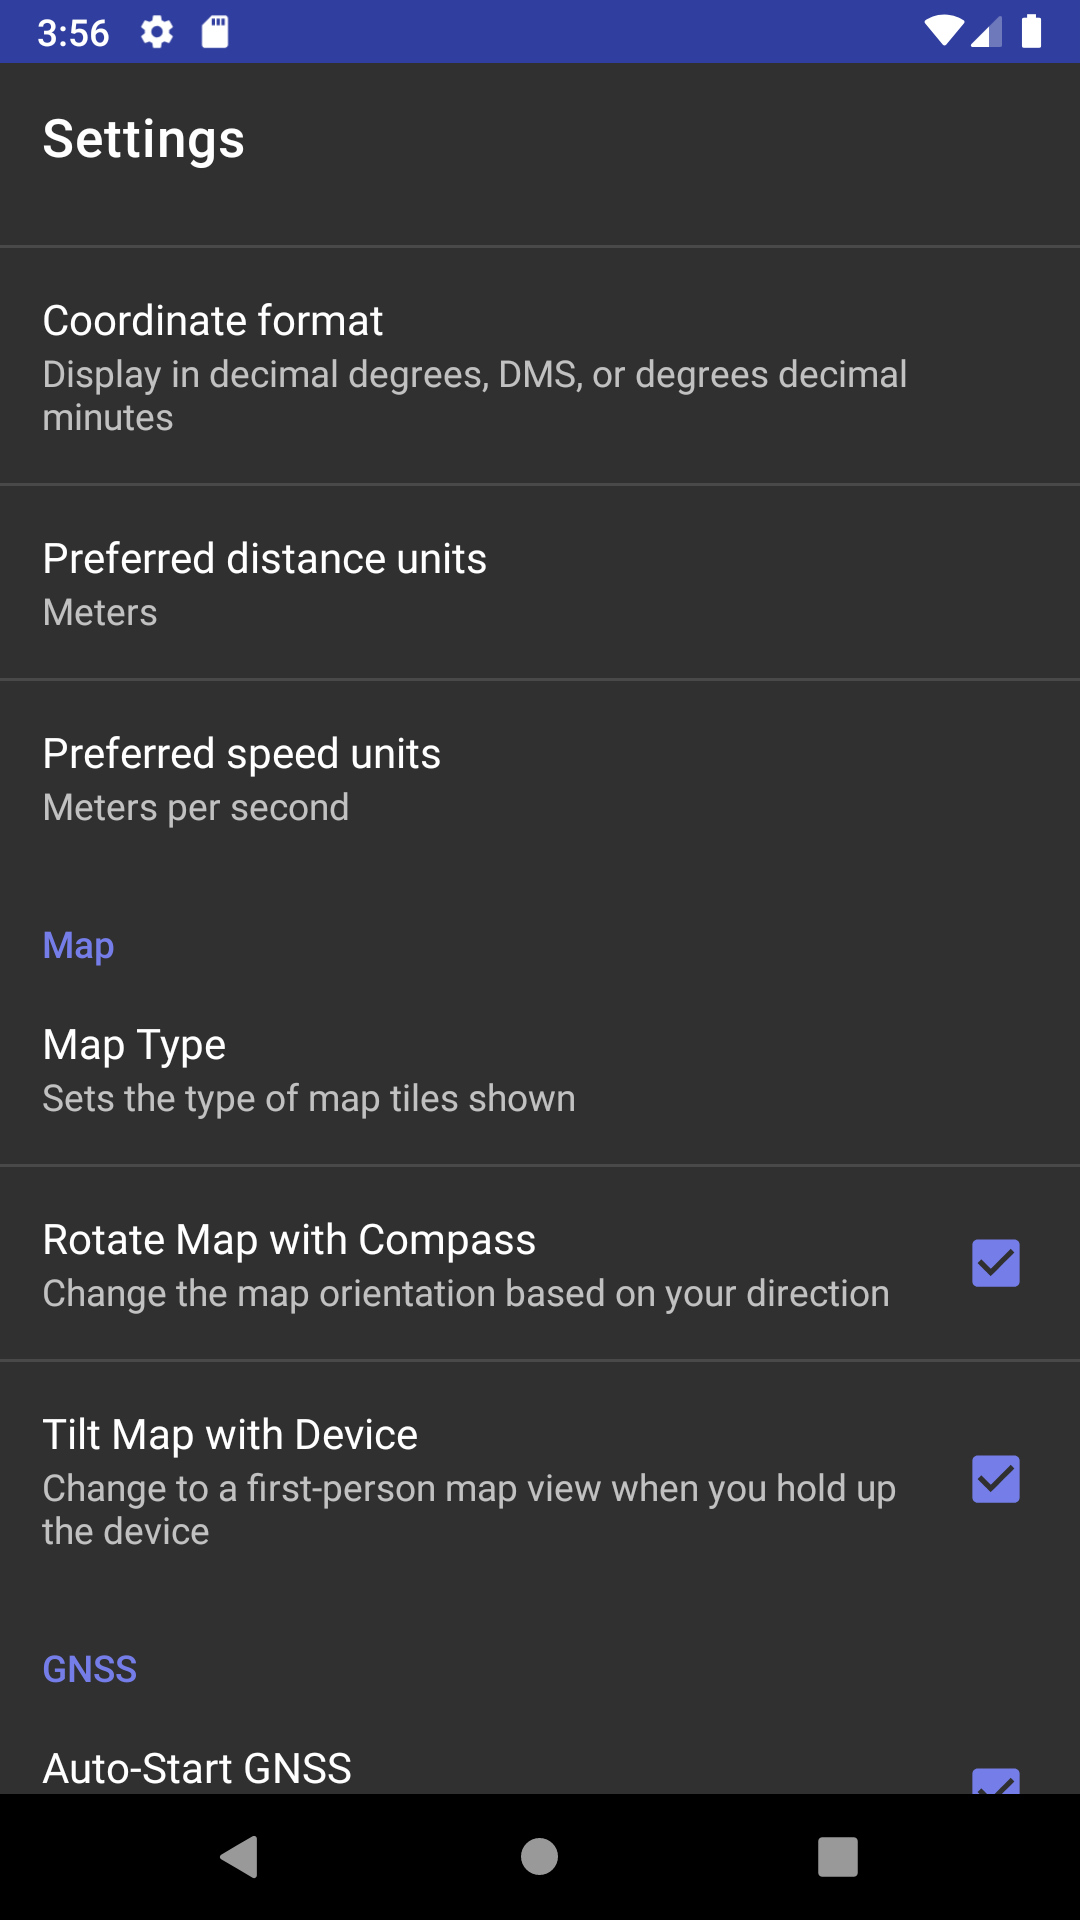 3:56
Settings
Coordinate format
Display in decimal degrees, DMS, or degrees decimal
minutes
Preferred distance units
Meters
Preferred speed units
Meters per second
Map
Map Type
Sets the type of map tiles shown
Rotate Map with Compass
Change the map orientation based on your direction
Tilt Map with Device
Change to a first-person map view when you hold up
the device
GNSS
Auto-Start GNSS